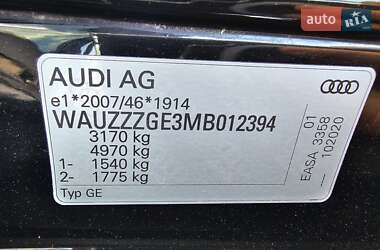 auto RIA
AUDI AG
e1*2007/46*1914
WAUZZZGE3MB012394
3170 kg
4970 kg
1- 1540 kg
2- 1775 kg
Typ GE
01
EASA 3358
102020